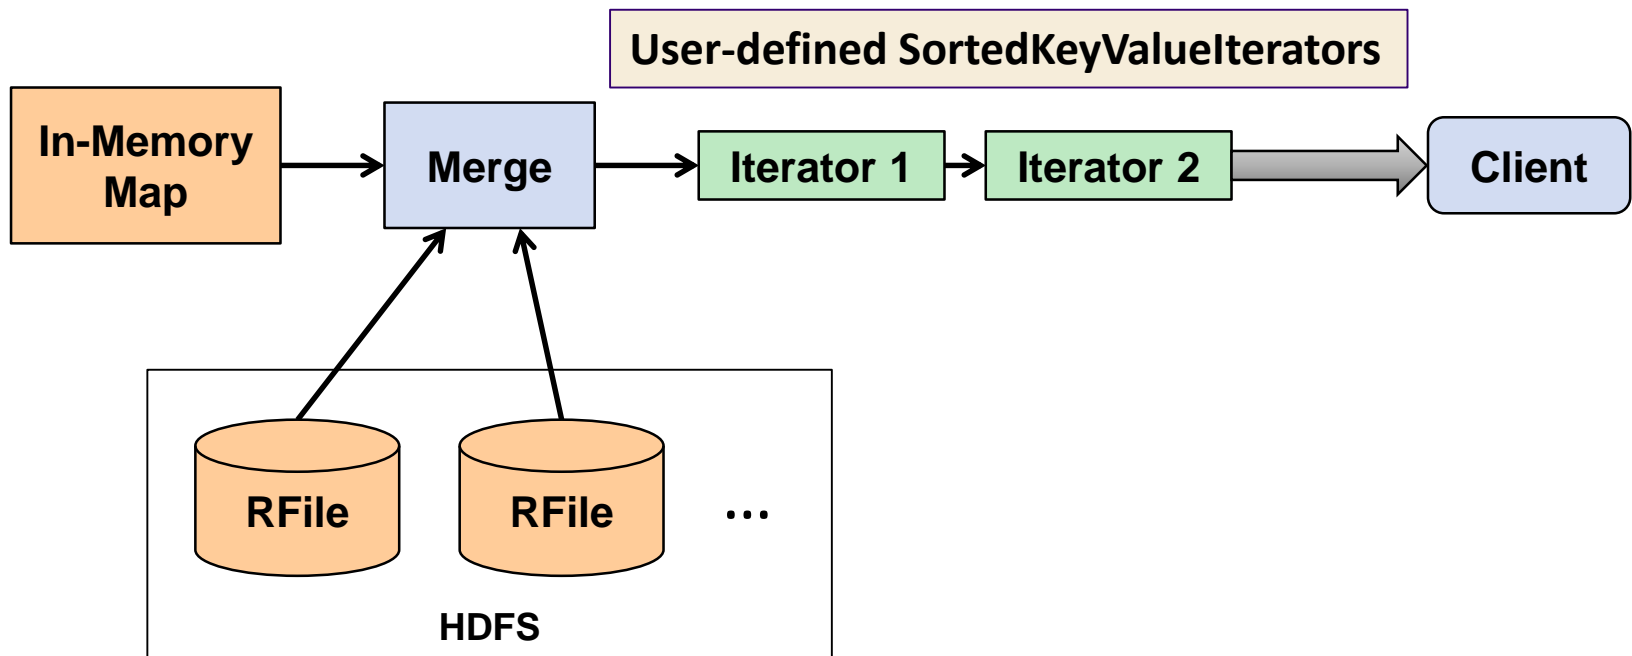 User-defined SortedKeyValueIterators
In-Memory
Map
Merge
Iterator 1
Iterator 2
Client
RFile
RFile
...
HDFS